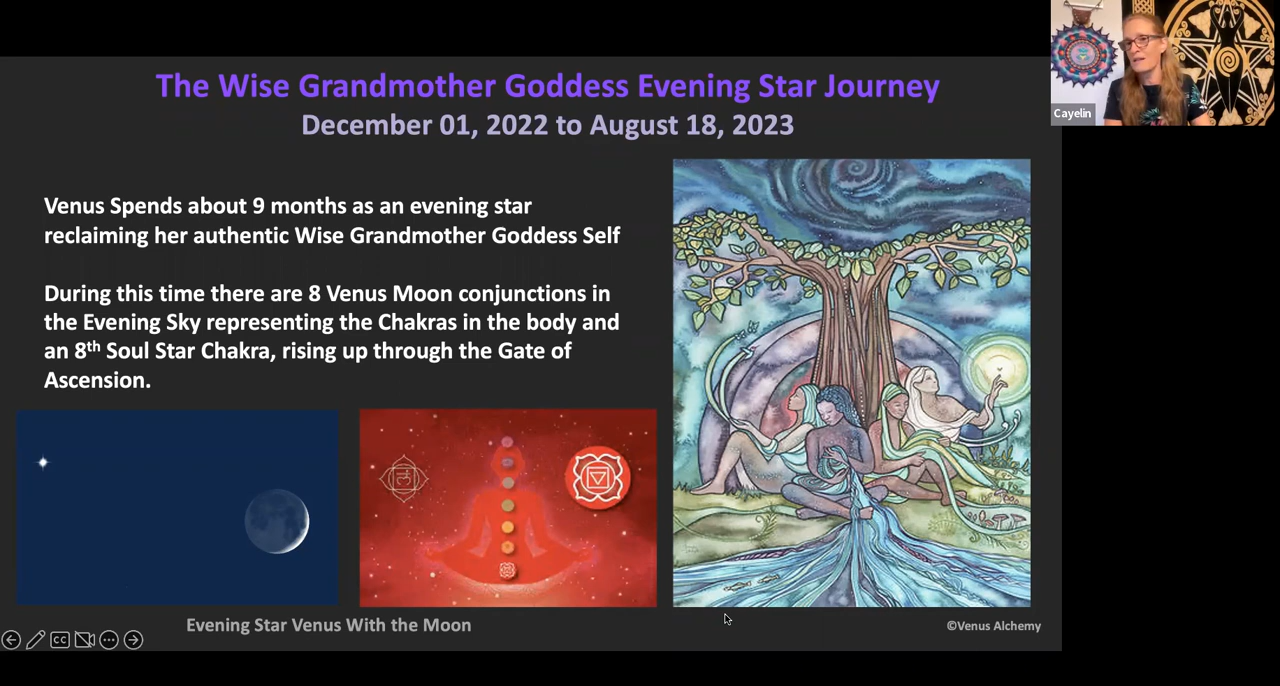 Cayelin
The Wise Grandmother Goddess Evening Star Journey
December 01, 2022 to August 18, 2023
Venus Spends about 9 months as an evening star
reclaiming her authentic Wise Grandmother Goddess Self
During this time there are 8 Venus Moon conjunctions in
the Evening Sky representing the Chakras in the body and
an 8th Soul Star Chakra, rising up through the Gate of
Ascension.
Evening Star Venus With the Moon
©Venus Alchemy
CC